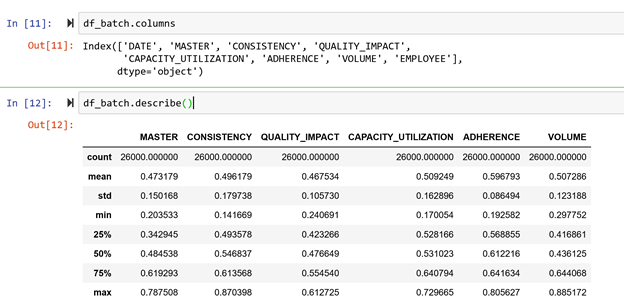 In [11]: df_batch.columns
Out[11]: Index(['DATE', 'MASTER', 'CONSISTENCY', 'QUALITY_IMPACT',
'CAPACITY_UTILIZATION', 'ADHERENCE', 'VOLUME', 'EMPLOYEE'],
dtype='object')
In [12]: df_batch.describe()
Out[12]:
MASTER CONSISTENCY QUALITY_IMPACT CAPACITY_UTILIZATION ADHERENCE VOLUME
count 26000.000000 26000.000000 26000.000000 26000.000000 26000.000000 26000.000000
mean 0.473179 0.496179 0.467534 0.509249 0.596793 0.507286
std 0.150168 0.179738 0.105730 0.162896 0.086494 0.123188
min 0.203533 0.141669 0.240691 0.170054 0.192582 0.297752
25% 0.342945 0.493578 0.423266 0.528166 0.568855 0.416861
50% 0.484538 0.546837 0.476649 0.531023 0.612216 0.436125
75% 0.619293 0.613568 0.554540 0.640794 0.641634 0.644068
max 0.787508 0.870398 0.612725 0.729665 0.805627 0.885172